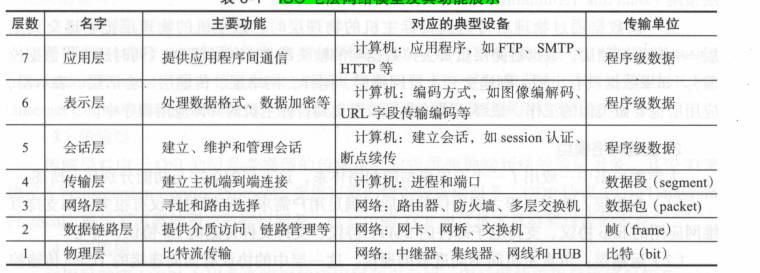 层数 名字 主要功能 对应的典型设备 传输单位
7 应用层 提供应用程序间通信 计算机：应用程序，如 FTP、SMTP、HTTP 等 程序级数据
6 表示层 处理数据格式、数据加密等 计算机：编码方式，如图像编解码、URL 字段传输编码等 程序级数据
5 会话层 建立、维护和管理会话 计算机：建立会话，如 session 认证、断点续传 程序级数据
4 传输层 建立主机端到端连接 计算机：进程和端口 数据段 (segment)
3 网络层 寻址和路由选择 网络：路由器、防火墙、多层交换机 数据包 (packet)
2 数据链路层 提供介质访问、链路管理等 网络：网卡、网桥、交换机 帧 (frame)
1 物理层 比特流传输 网络：中继器、集线器、网线和 HUB 比特 (bit)